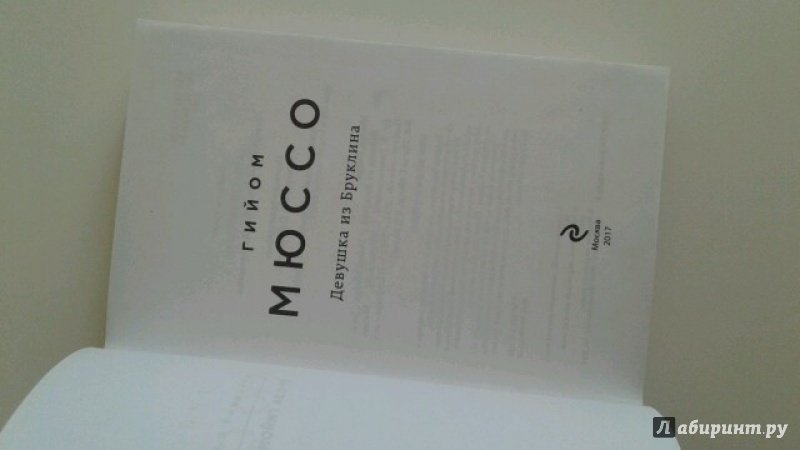 ГИЙОМ
МЮССО
Девушка из Бруклина
Москва
2017
Лабиринт.ру